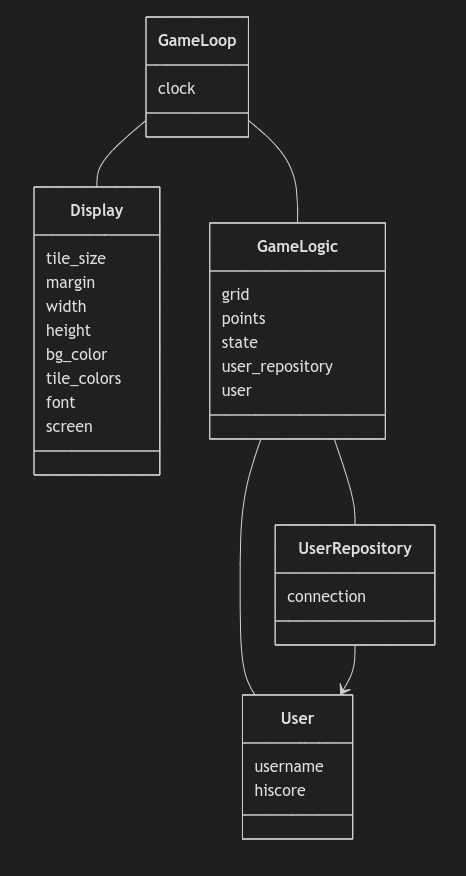 GameLoop
clock
Display
tile_size
margin
width
height
bg_color
tile_colors
font
screen
GameLogic
grid
points
state
user_repository
user
UserRepository
connection
User
username
hiscore